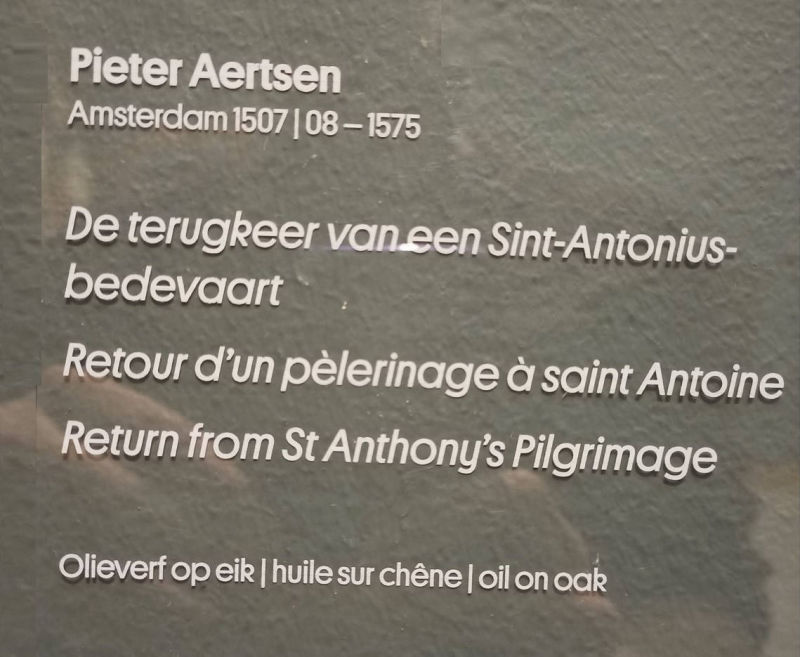 Pieter Aertsen
Amsterdam 1507 | 08 – 1575
De terugkeer van een Sint-Antonius-
bedevaart
Retour d'un pèlerinage à saint Antoine
Return from St Anthony's Pilgrimage
Olieverf op eik | huile sur chêne | oil on oak